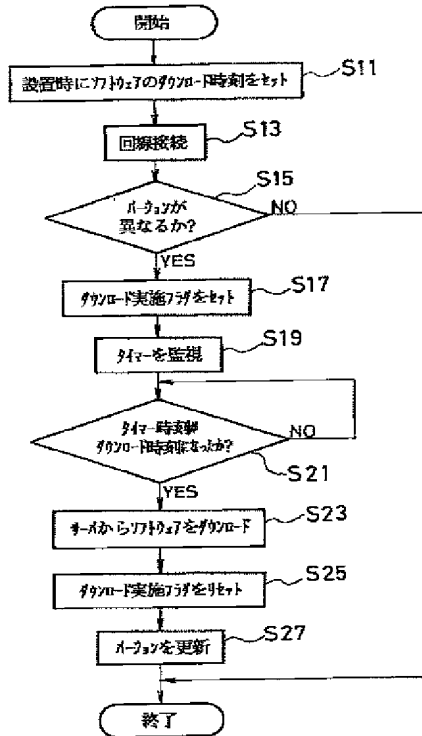 開始
設置時にソフトウェアのダウンロード時刻をセット
S11
回線接続
S13
バージョンが
異なるか?
S15
NO
YES
ダウンロード実施フラグをセット
S17
タイマーを監視
S19
タイマー時刻が
ダウンロード時刻になったか?
NO
S21
YES
サーバからソフトウェアをダウンロード
S23
ダウンロード実施フラグをリセット
S25
バージョンを更新
S27
終了